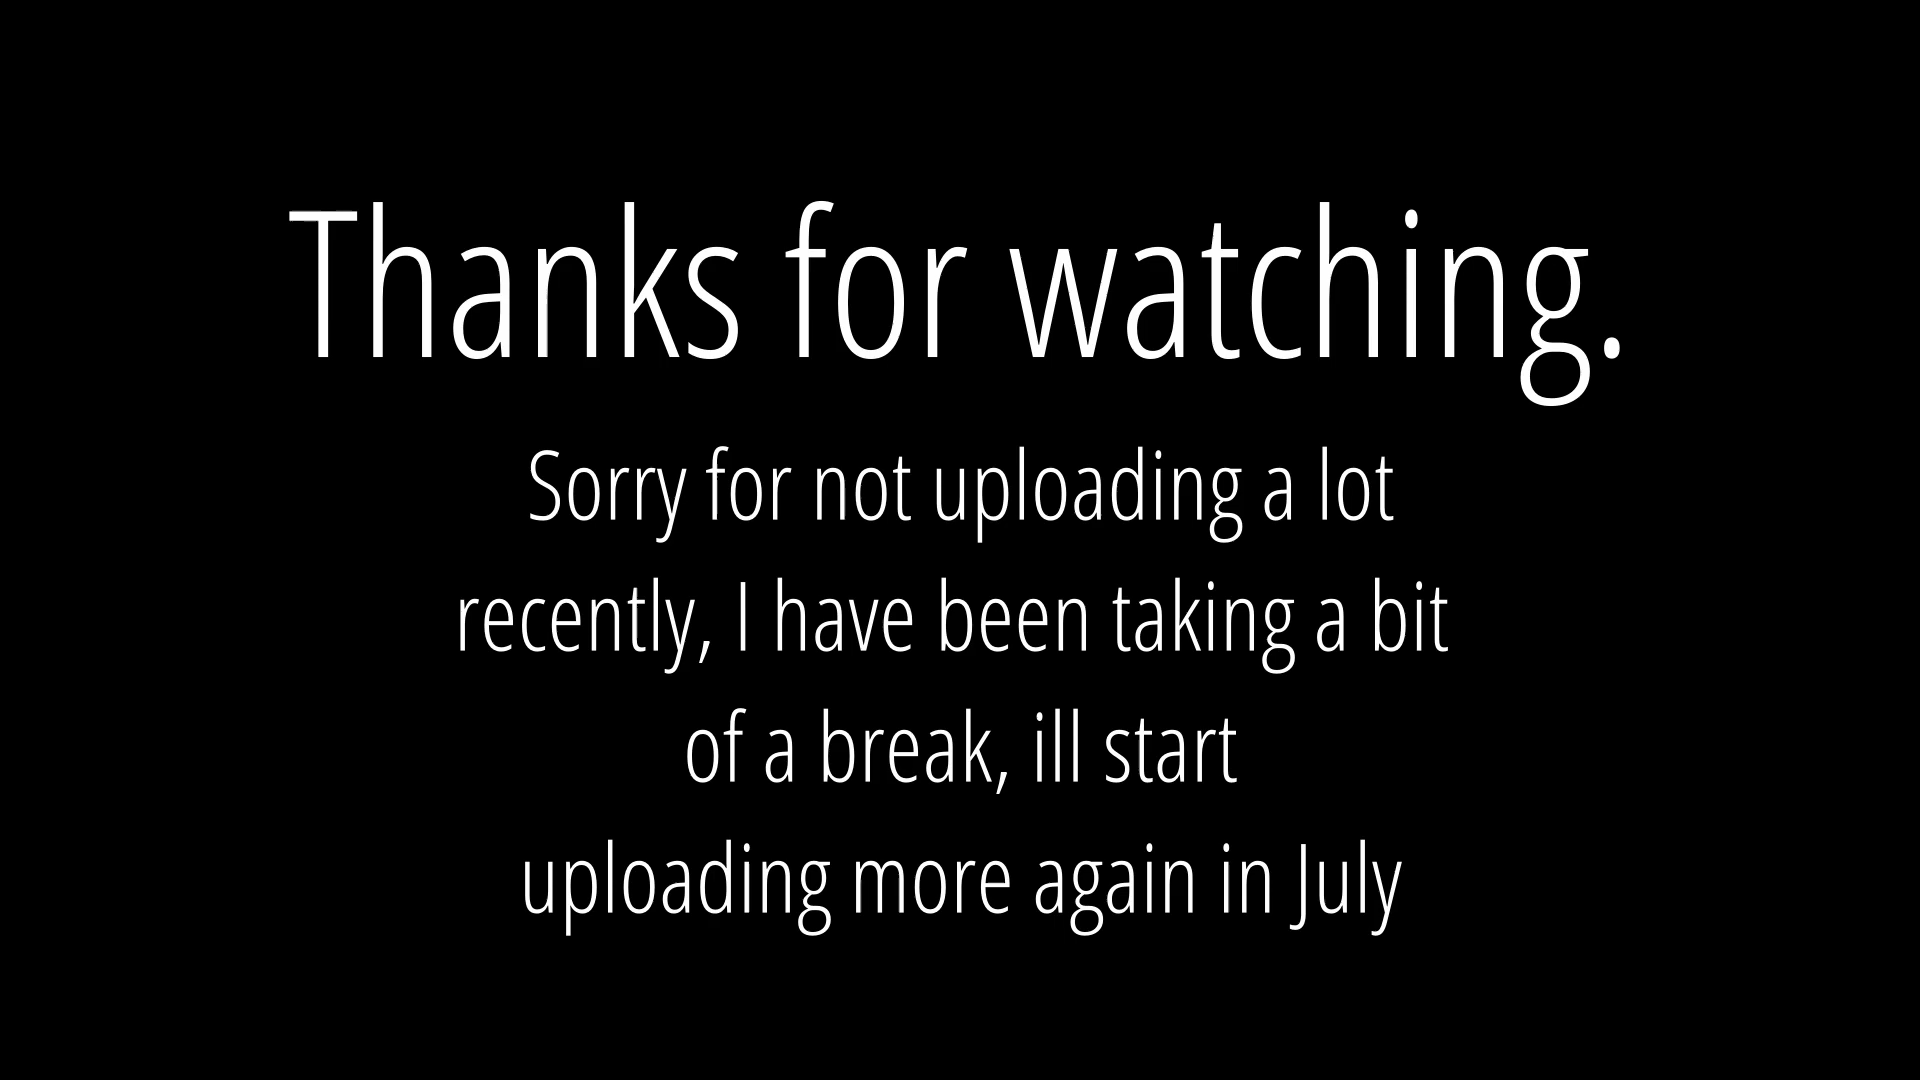 Thanks for watching.
Sorry for not uploading a lot
recently, I have been taking a bit
of a break, ill start
uploading more again in July